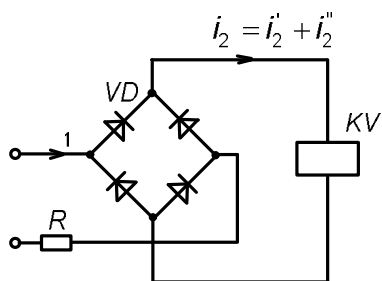 i₂ = i₂' + i₂''
VD
KV
1
R